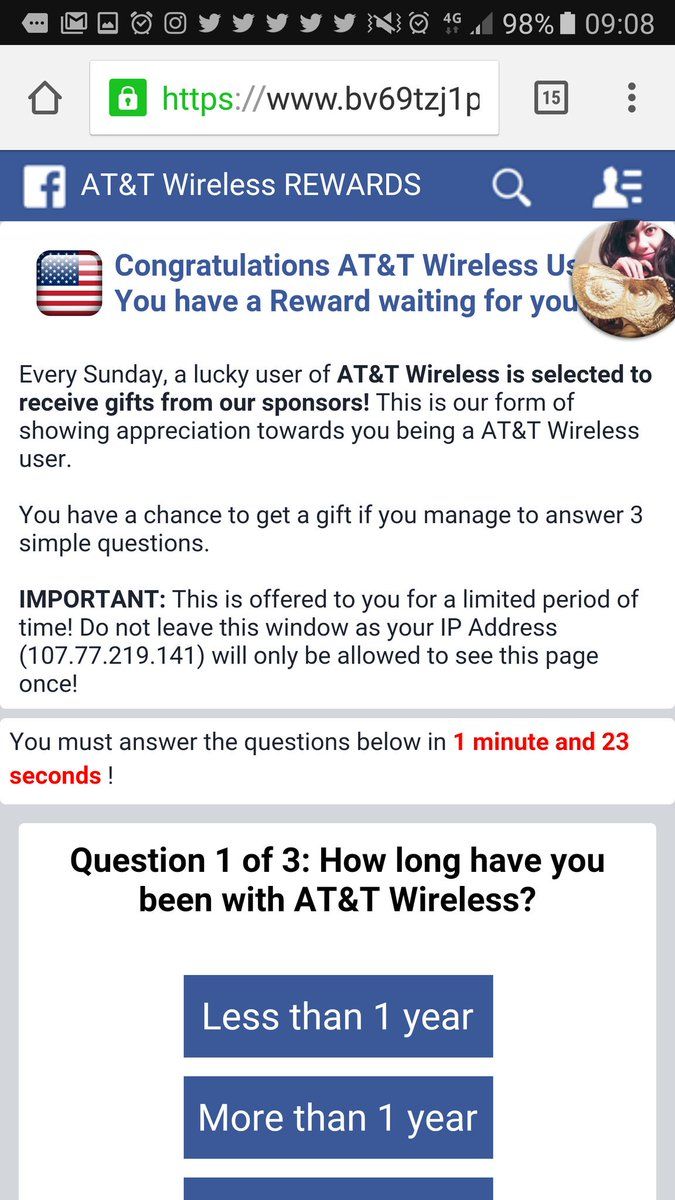 4G 98% 09:08
https://www.bv69tzj1p
15
AT&T Wireless REWARDS
Congratulations AT&T Wireless Us
You have a Reward waiting for you
Every Sunday, a lucky user of AT&T Wireless is selected to
receive gifts from our sponsors! This is our form of
showing appreciation towards you being a AT&T Wireless
user.
You have a chance to get a gift if you manage to answer 3
simple questions.
IMPORTANT: This is offered to you for a limited period of
time! Do not leave this window as your IP Address
(107.77.219.141) will only be allowed to see this page
once!
You must answer the questions below in 1 minute and 23
seconds !
Question 1 of 3: How long have you
been with AT&T Wireless?
Less than 1 year
More than 1 year